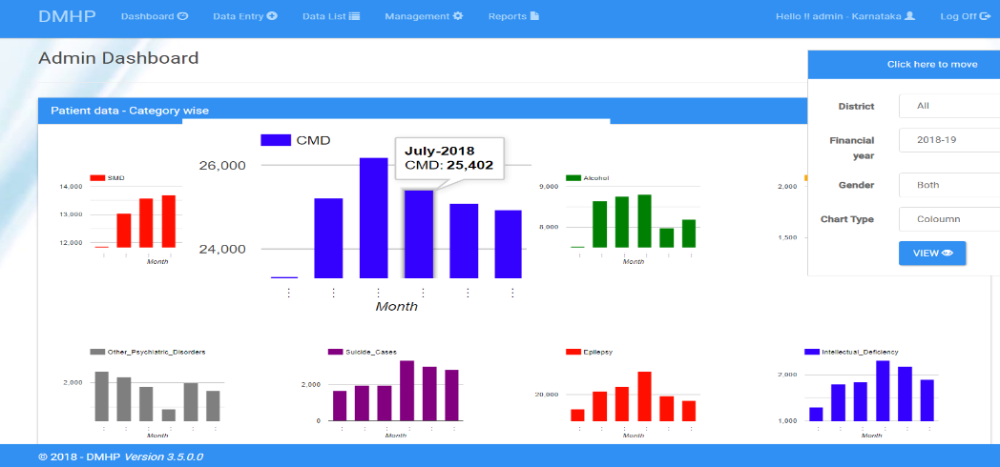 DMHP Dashboard Data Entry Data List Management Reports Hello !! admin - Karnataka Log Off
Admin Dashboard
Click here to move
Patient data - Category wise
District All
Financial year 2018-19
Gender Both
Chart Type Coloumn
VIEW
SMD
14,000
13,000
12,000
Month
CMD
July-2018
CMD: 25,402
26,000
24,000
Month
Alcohol
9,000
8,000
Month
2,000
1,500
Other_Psychiatric_Disorders
2,000
Month
Suicide_Cases
2,000
0
Month
Epilepsy
20,000
Month
Intellectual_Deficiency
2,000
1,000
Month
© 2018 - DMHP Version 3.5.0.0